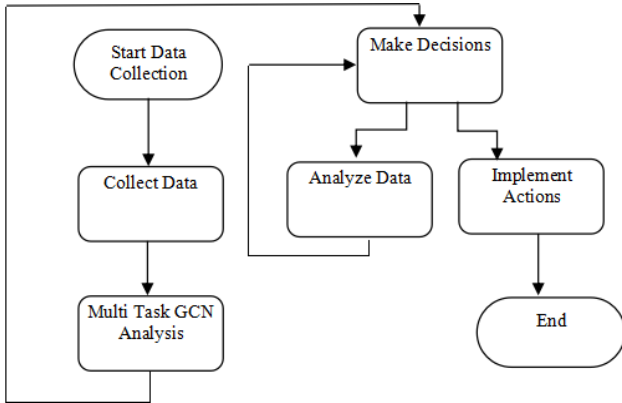 Start Data
Collection
Collect Data
Multi Task GCN
Analysis
Make Decisions
Analyze Data
Implement
Actions
End